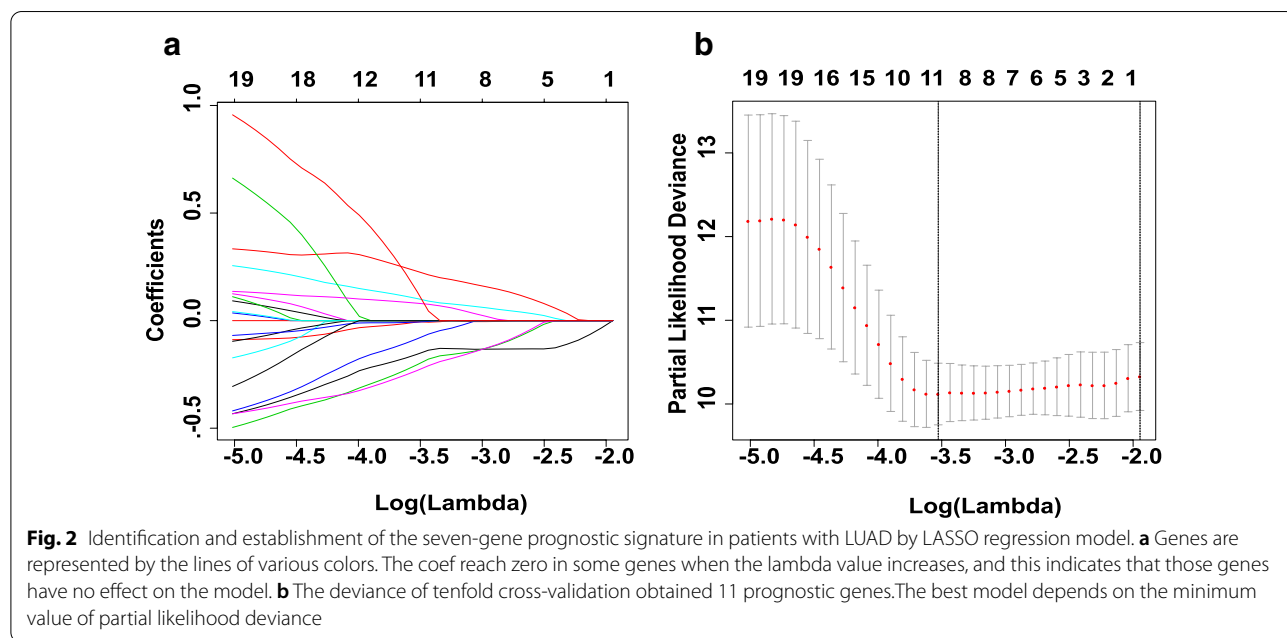 a
19 18 12 11 8 5 1
1.0
0.5
0.0
-0.5
Coefficients
-5.0 -4.5 -4.0 -3.5 -3.0 -2.5 -2.0
Log(Lambda)
b
19 19 16 15 10 11 8 8 7 6 5 3 2 1
13
12
11
10
Partial Likelihood Deviance
-5.0 -4.5 -4.0 -3.5 -3.0 -2.5 -2.0
Log(Lambda)
Fig. 2 Identification and establishment of the seven-gene prognostic signature in patients with LUAD by LASSO regression model. a Genes are
represented by the lines of various colors. The coef reach zero in some genes when the lambda value increases, and this indicates that those genes
have no effect on the model. b The deviance of tenfold cross-validation obtained 11 prognostic genes.The best model depends on the minimum
value of partial likelihood deviance